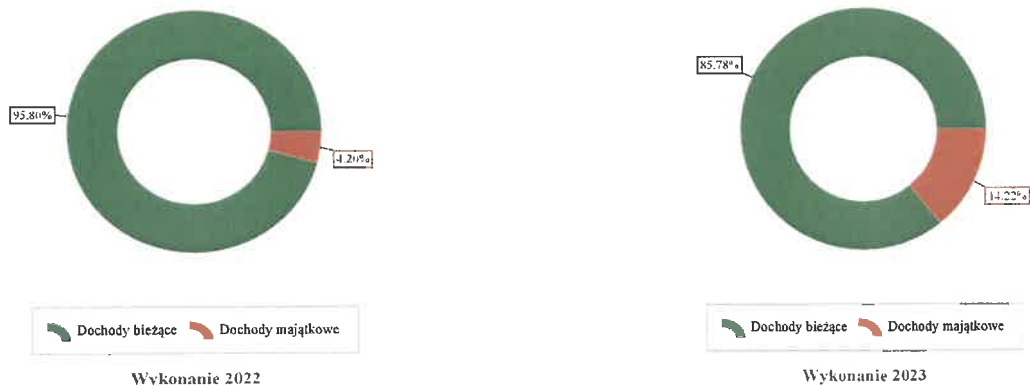 95.80%
4.20%
Dochody bieżące Dochody majątkowe
Wykonanie 2022
85.78%
14.22%
Dochody bieżące Dochody majątkowe
Wykonanie 2023